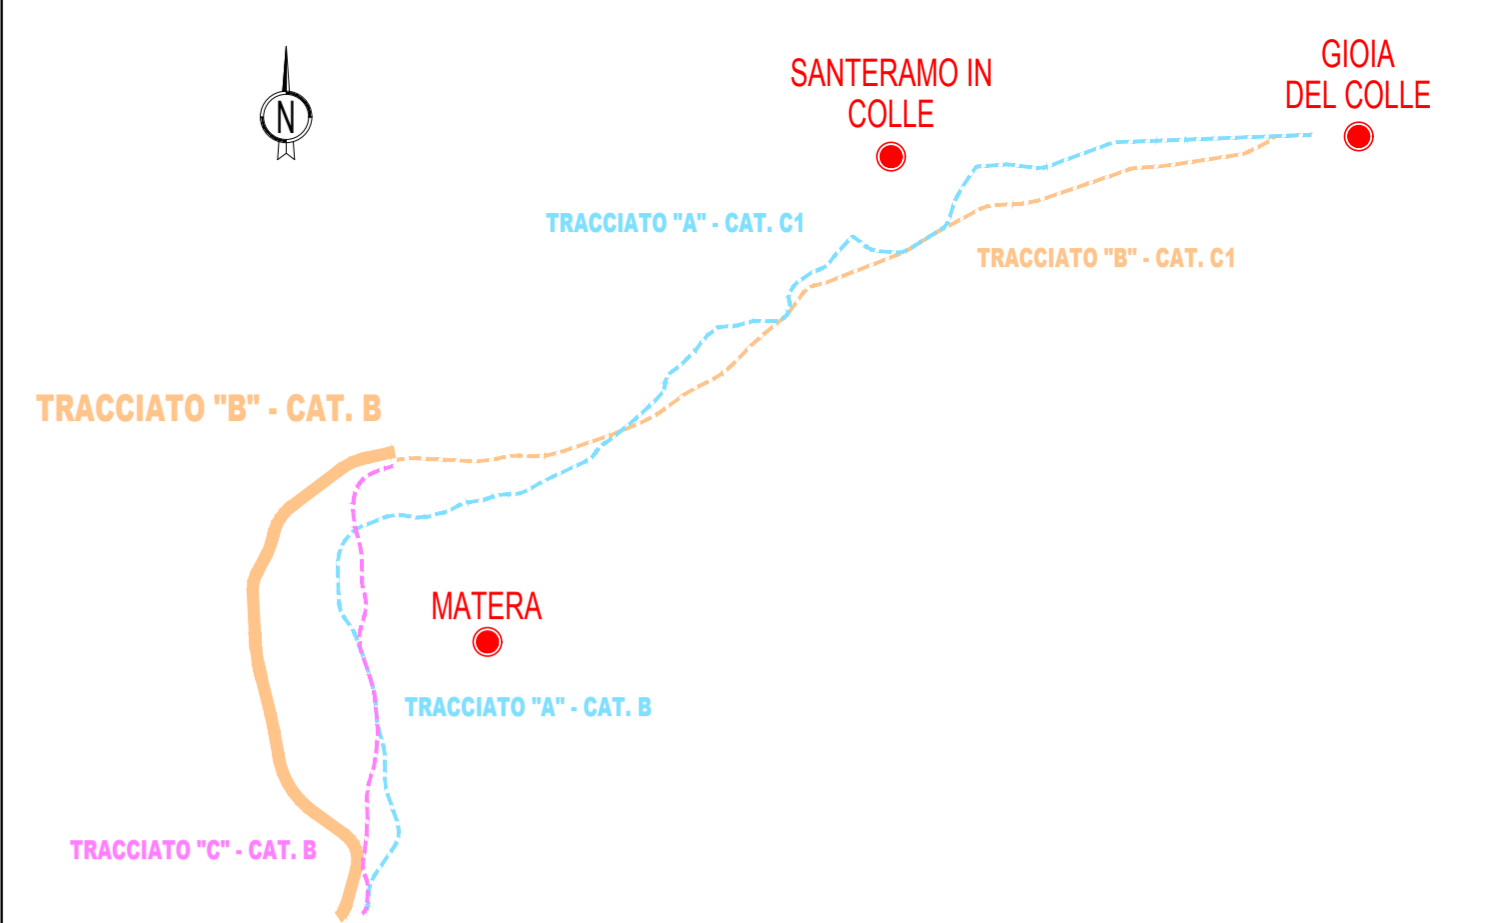 GIOIA
DEL COLLE
SANTERAMO IN
COLLE
N
TRACCIATO "A" - CAT. C1
TRACCIATO "B" - CAT. C1
TRACCIATO "B" - CAT. B
MATERA
TRACCIATO "A" - CAT. B
TRACCIATO "C" - CAT. B